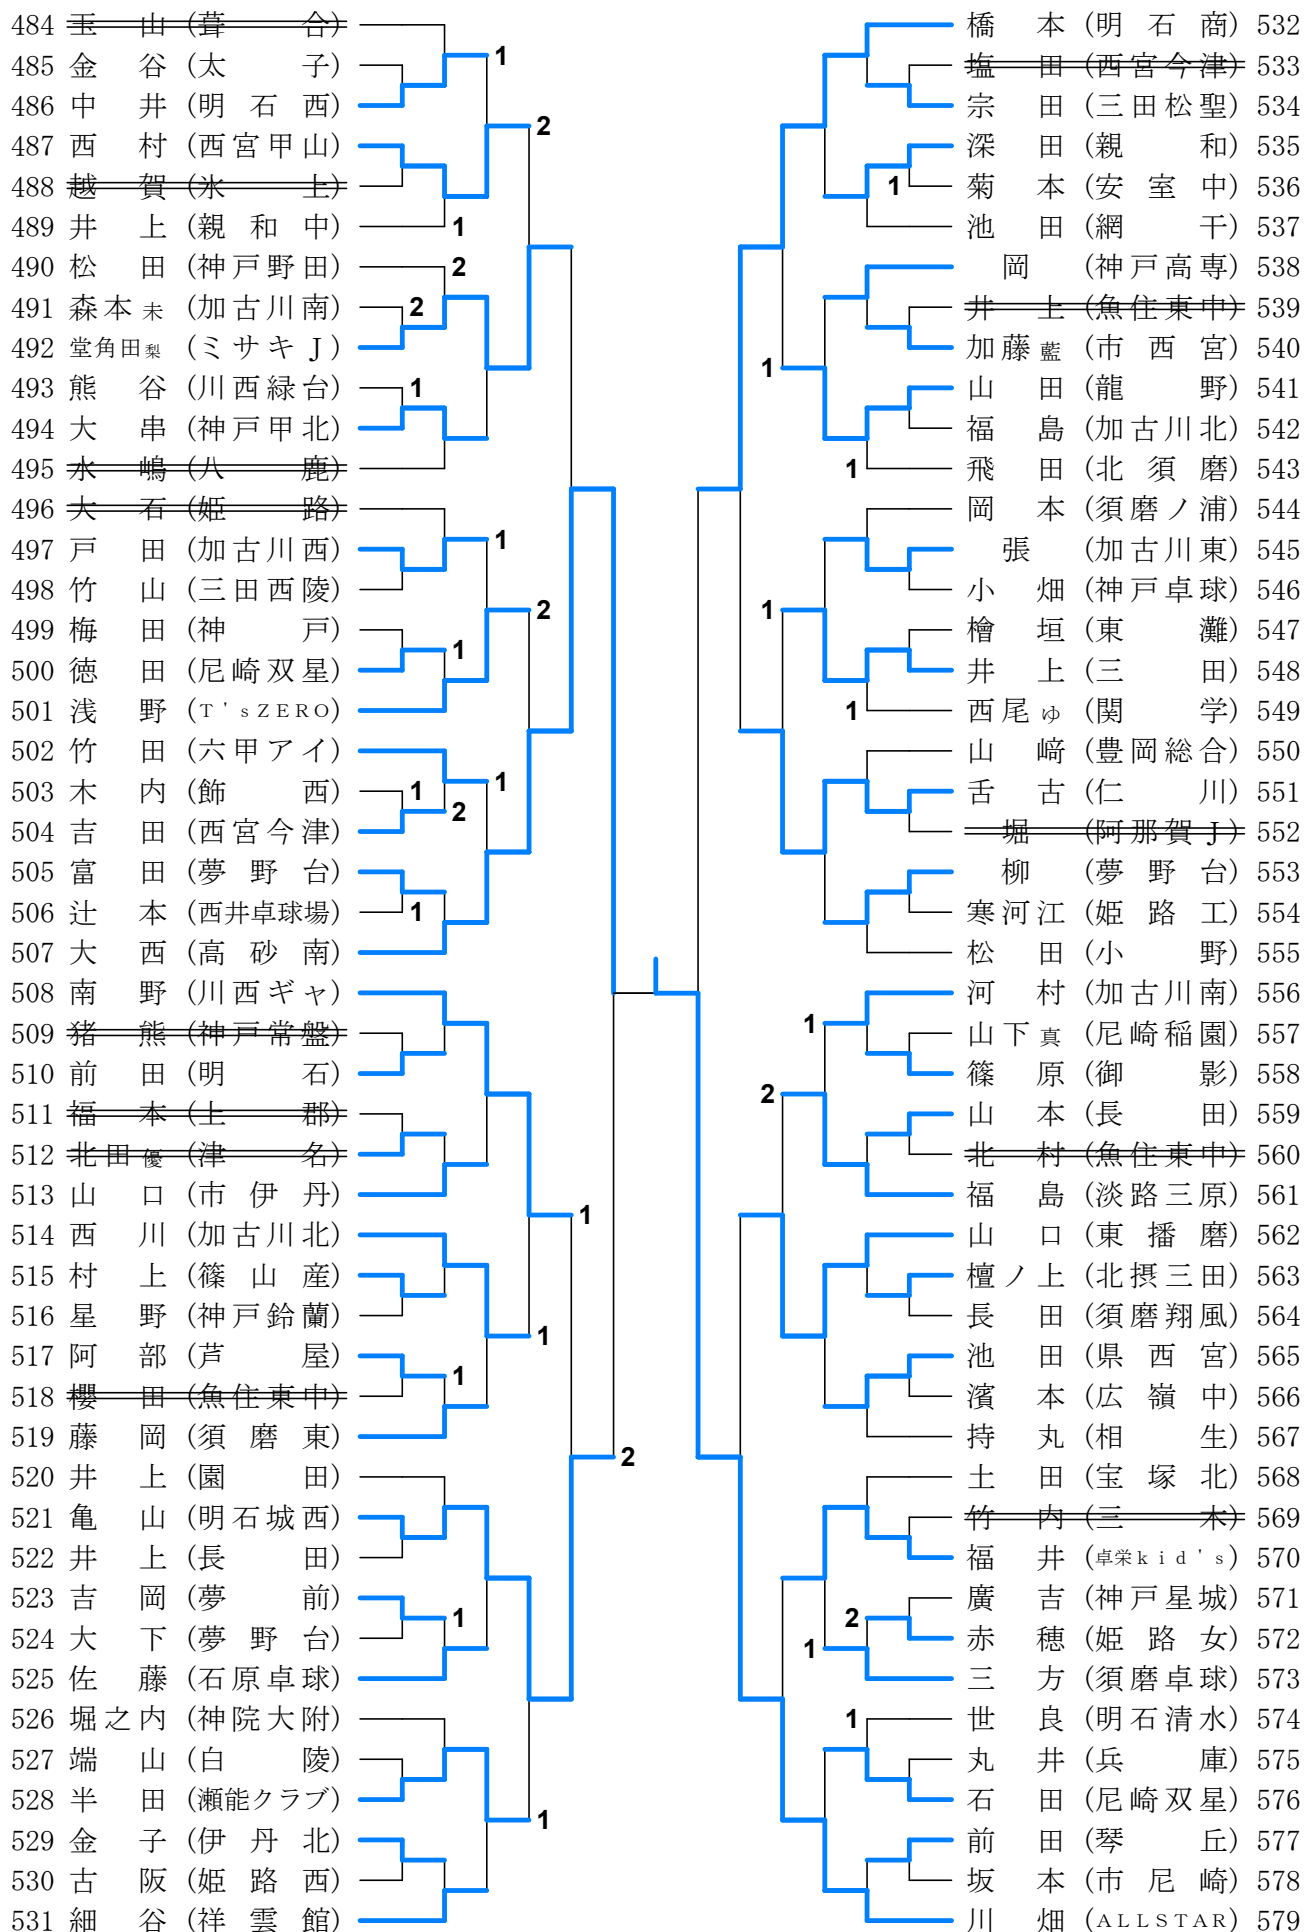 484 玉山 (葺合)
485 金谷 (太子)
486 中井 (明石西)
487 西村 (西宮甲山)
488 越賀 (氷上)
489 井上 (親和中)
490 松田 (神戸野田)
491 森本未 (加古川南)
492 堂角田梨 (ミサキJ)
493 熊谷 (川西緑台)
494 大串 (神戸甲北)
495 水嶋 (八鹿)
496 大石 (姫路)
497 戸田 (加古川西)
498 竹山 (三田西陵)
499 梅田 (神戸)
500 徳田 (尼崎双星)
501 浅野 (T'sZERO)
502 竹田 (六甲アイ)
503 木内 (飾西)
504 吉田 (西宮今津)
505 富田 (夢野台)
506 辻本 (西井卓球場)
507 大西 (高砂南)
508 南野 (川西ギャ)
509 猪熊 (神戸常盤)
510 前田 (明石)
511 福本 (上郡)
512 北田優 (津名)
513 山口 (市伊丹)
514 西川 (加古川北)
515 村上 (篠山産)
516 星野 (神戸鈴蘭)
517 阿部 (芦屋)
518 櫻田 (魚住東中)
519 藤岡 (須磨東)
520 井上 (園田)
521 亀山 (明石城西)
522 井上 (長田)
523 吉岡 (夢前)
524 大下 (夢野台)
525 佐藤 (石原卓球)
526 堀之内 (神院大附)
527 端山 (白陵)
528 半田 (瀬能クラブ)
529 金子 (伊丹北)
530 古阪 (姫路西)
531 細谷 (祥雲館)
1
2
1
2
2
1
1
2
1
1
1
2
1
1
1
1
2
1
1
橋本 (明石商) 532
塩田 (西宮今津) 533
宗田 (三田松聖) 534
深田 (親和) 535
菊本 (安室中) 536
池田 (網干) 537
岡 (神戸高専) 538
井上 (魚住東中) 539
加藤藍 (市西宮) 540
山田 (龍野) 541
福島 (加古川北) 542
飛田 (北須磨) 543
岡本 (須磨ノ浦) 544
張 (加古川東) 545
小畑 (神戸卓球) 546
檜垣 (東灘) 547
井上 (三田) 548
西尾ゆ (関学) 549
山﨑 (豊岡総合) 550
舌古 (仁川) 551
堀 (阿那賀J) 552
柳 (夢野台) 553
寒河江 (姫路工) 554
松田 (小野) 555
河村 (加古川南) 556
山下真 (尼崎稲園) 557
篠原 (御影) 558
山本 (長田) 559
北村 (魚住東中) 560
福島 (淡路三原) 561
山口 (東播磨) 562
檀ノ上 (北摂三田) 563
長田 (須磨翔風) 564
池田 (県西宮) 565
濱本 (広嶺中) 566
持丸 (相生) 567
土田 (宝塚北) 568
竹内 (三木) 569
福井 (卓栄kid's) 570
廣吉 (神戸星城) 571
赤穂 (姫路女) 572
三方 (須磨卓球) 573
世良 (明石清水) 574
丸井 (兵庫) 575
石田 (尼崎双星) 576
前田 (琴丘) 577
坂本 (市尼崎) 578
川畑 (ALLSTAR) 579
1
1
1
1
1
1
2
2
1
1